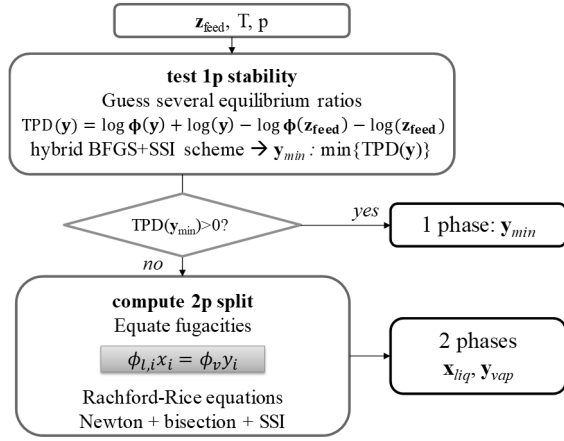 z_feed, T, p
test 1p stability
Guess several equilibrium ratios
TPD(y) = log ϕ(y) + log(y) − log ϕ(z_feed) − log(z_feed)
hybrid BFGS+SSI scheme → y_min : min{TPD(y)}
TPD(y_min)>0?
yes
1 phase: y_min
no
compute 2p split
Equate fugacities
ϕ_{l,i}x_i = ϕ_v y_i
Rachford-Rice equations
Newton + bisection + SSI
2 phases
x_liq, y_vap